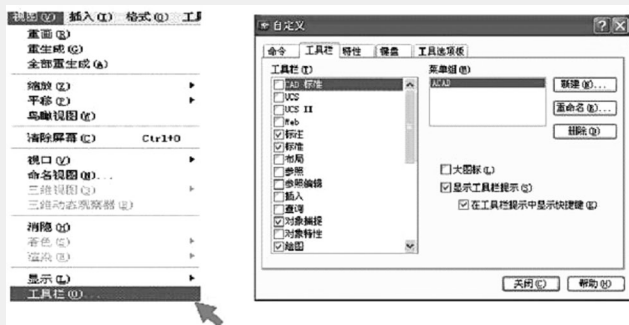 视图(V) 插入(I) 格式(O) 工具
重画(R)
重生成(G)
全部重生成(A)
缩放(Z)
平移(P)
鸟瞰视图(W)
清除屏幕(C) Ctrl+0
视口(V)
命名视图(N)...
三维视图(D)
三维动态观察器(B)
消隐(H)
着色(S)
渲染(E)
显示(L)
工具栏(O)...
自定义
命令 工具栏 特性 键盘 工具选项板
工具栏(T)
CAD 标准
UCS
UCS II
Web
标注
标准
布局
参照
参照编辑
插入
查询
对象捕捉
对象特性
绘图
菜单组(P)
ACAD
新建(N)...
重命名(R)...
删除(D)
大图标(L)
显示工具栏提示(S)
在工具栏提示中显示快捷键(K)
关闭(C) 帮助(H)